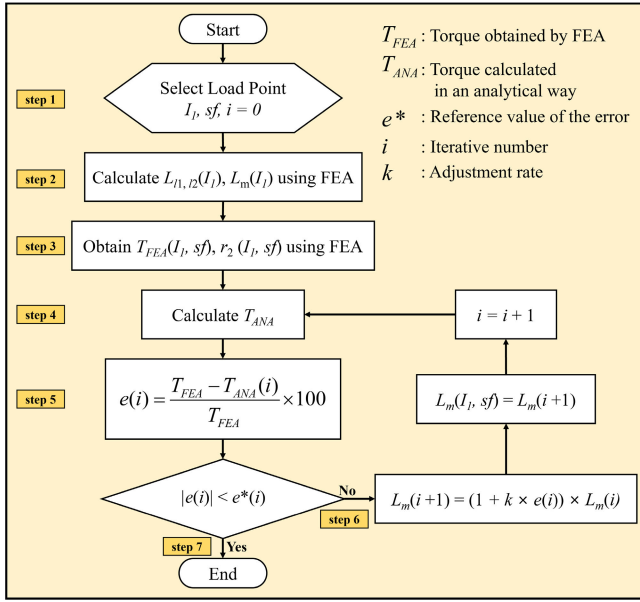 Start
T_FEA : Torque obtained by FEA
T_ANA : Torque calculated
in an analytical way
e* : Reference value of the error
i : Iterative number
k : Adjustment rate
step 1
Select Load Point
I_1, sf, i = 0
step 2
Calculate L_l1, l2(I_1), L_m(I_1) using FEA
step 3
Obtain T_FEA(I_1, sf), r_2 (I_1, sf) using FEA
step 4
Calculate T_ANA
i = i + 1
step 5
e(i) = (T_FEA − T_ANA(i)) / T_FEA × 100
L_m(I_1, sf) = L_m(i+1)
|e(i)| < e*(i)
No
step 6
L_m(i+1) = (1 + k × e(i)) × L_m(i)
step 7
Yes
End